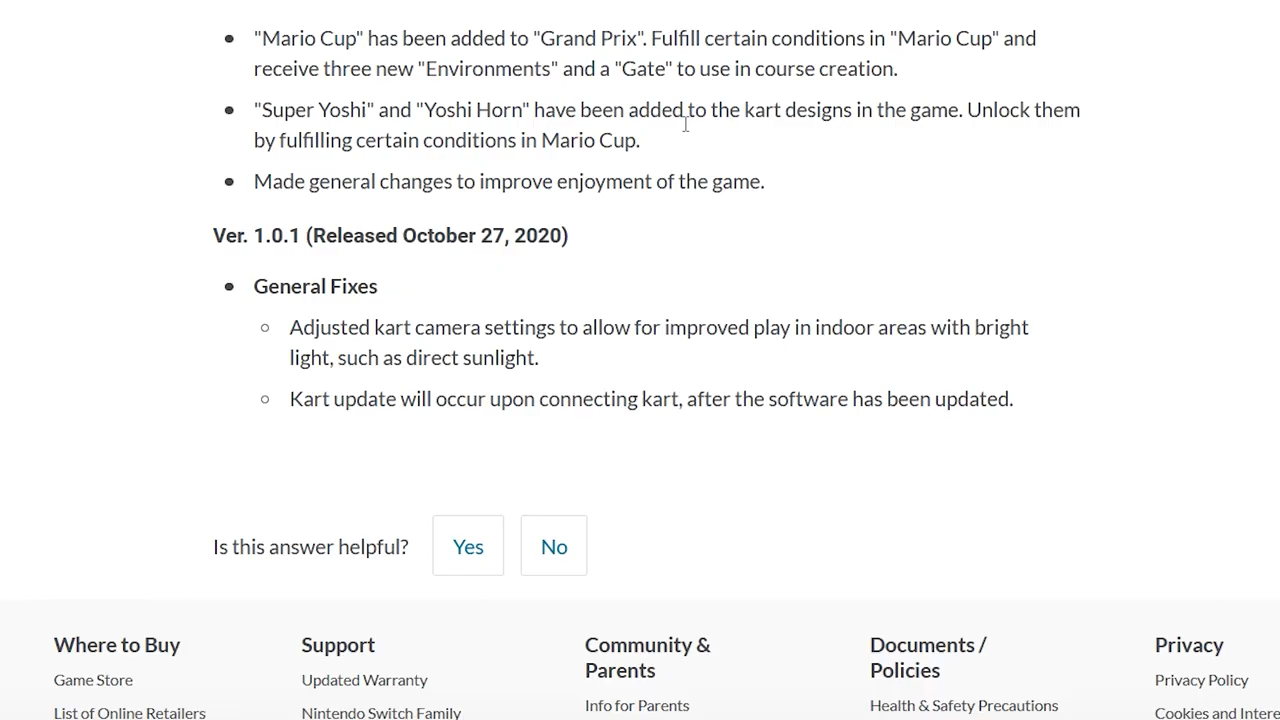 "Mario Cup" has been added to "Grand Prix". Fulfill certain conditions in "Mario Cup" and
receive three new "Environments" and a "Gate" to use in course creation.
"Super Yoshi" and "Yoshi Horn" have been added to the kart designs in the game. Unlock them
by fulfilling certain conditions in Mario Cup.
Made general changes to improve enjoyment of the game.
Ver. 1.0.1 (Released October 27, 2020)
General Fixes
Adjusted kart camera settings to allow for improved play in indoor areas with bright
light, such as direct sunlight.
Kart update will occur upon connecting kart, after the software has been updated.
Is this answer helpful? Yes No
Where to Buy
Game Store
List of Online Retailers
Support
Updated Warranty
Nintendo Switch Family
Community &
Parents
Info for Parents
Documents /
Policies
Health & Safety Precautions
Privacy
Privacy Policy
Cookies and Intere